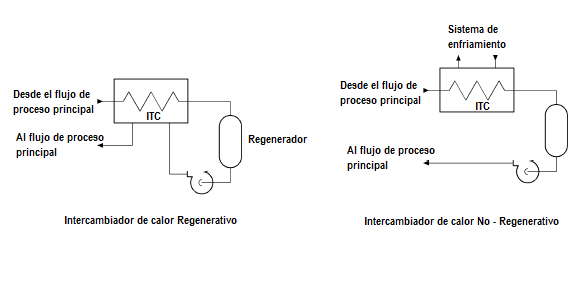 Desde el flujo de
proceso principal
ITC
Al flujo de proceso
principal
Regenerador
Intercambiador de calor Regenerativo
Sistema de
enfriamiento
Desde el flujo de
proceso principal
ITC
Al flujo de proceso
principal
Intercambiador de calor No - Regenerativo